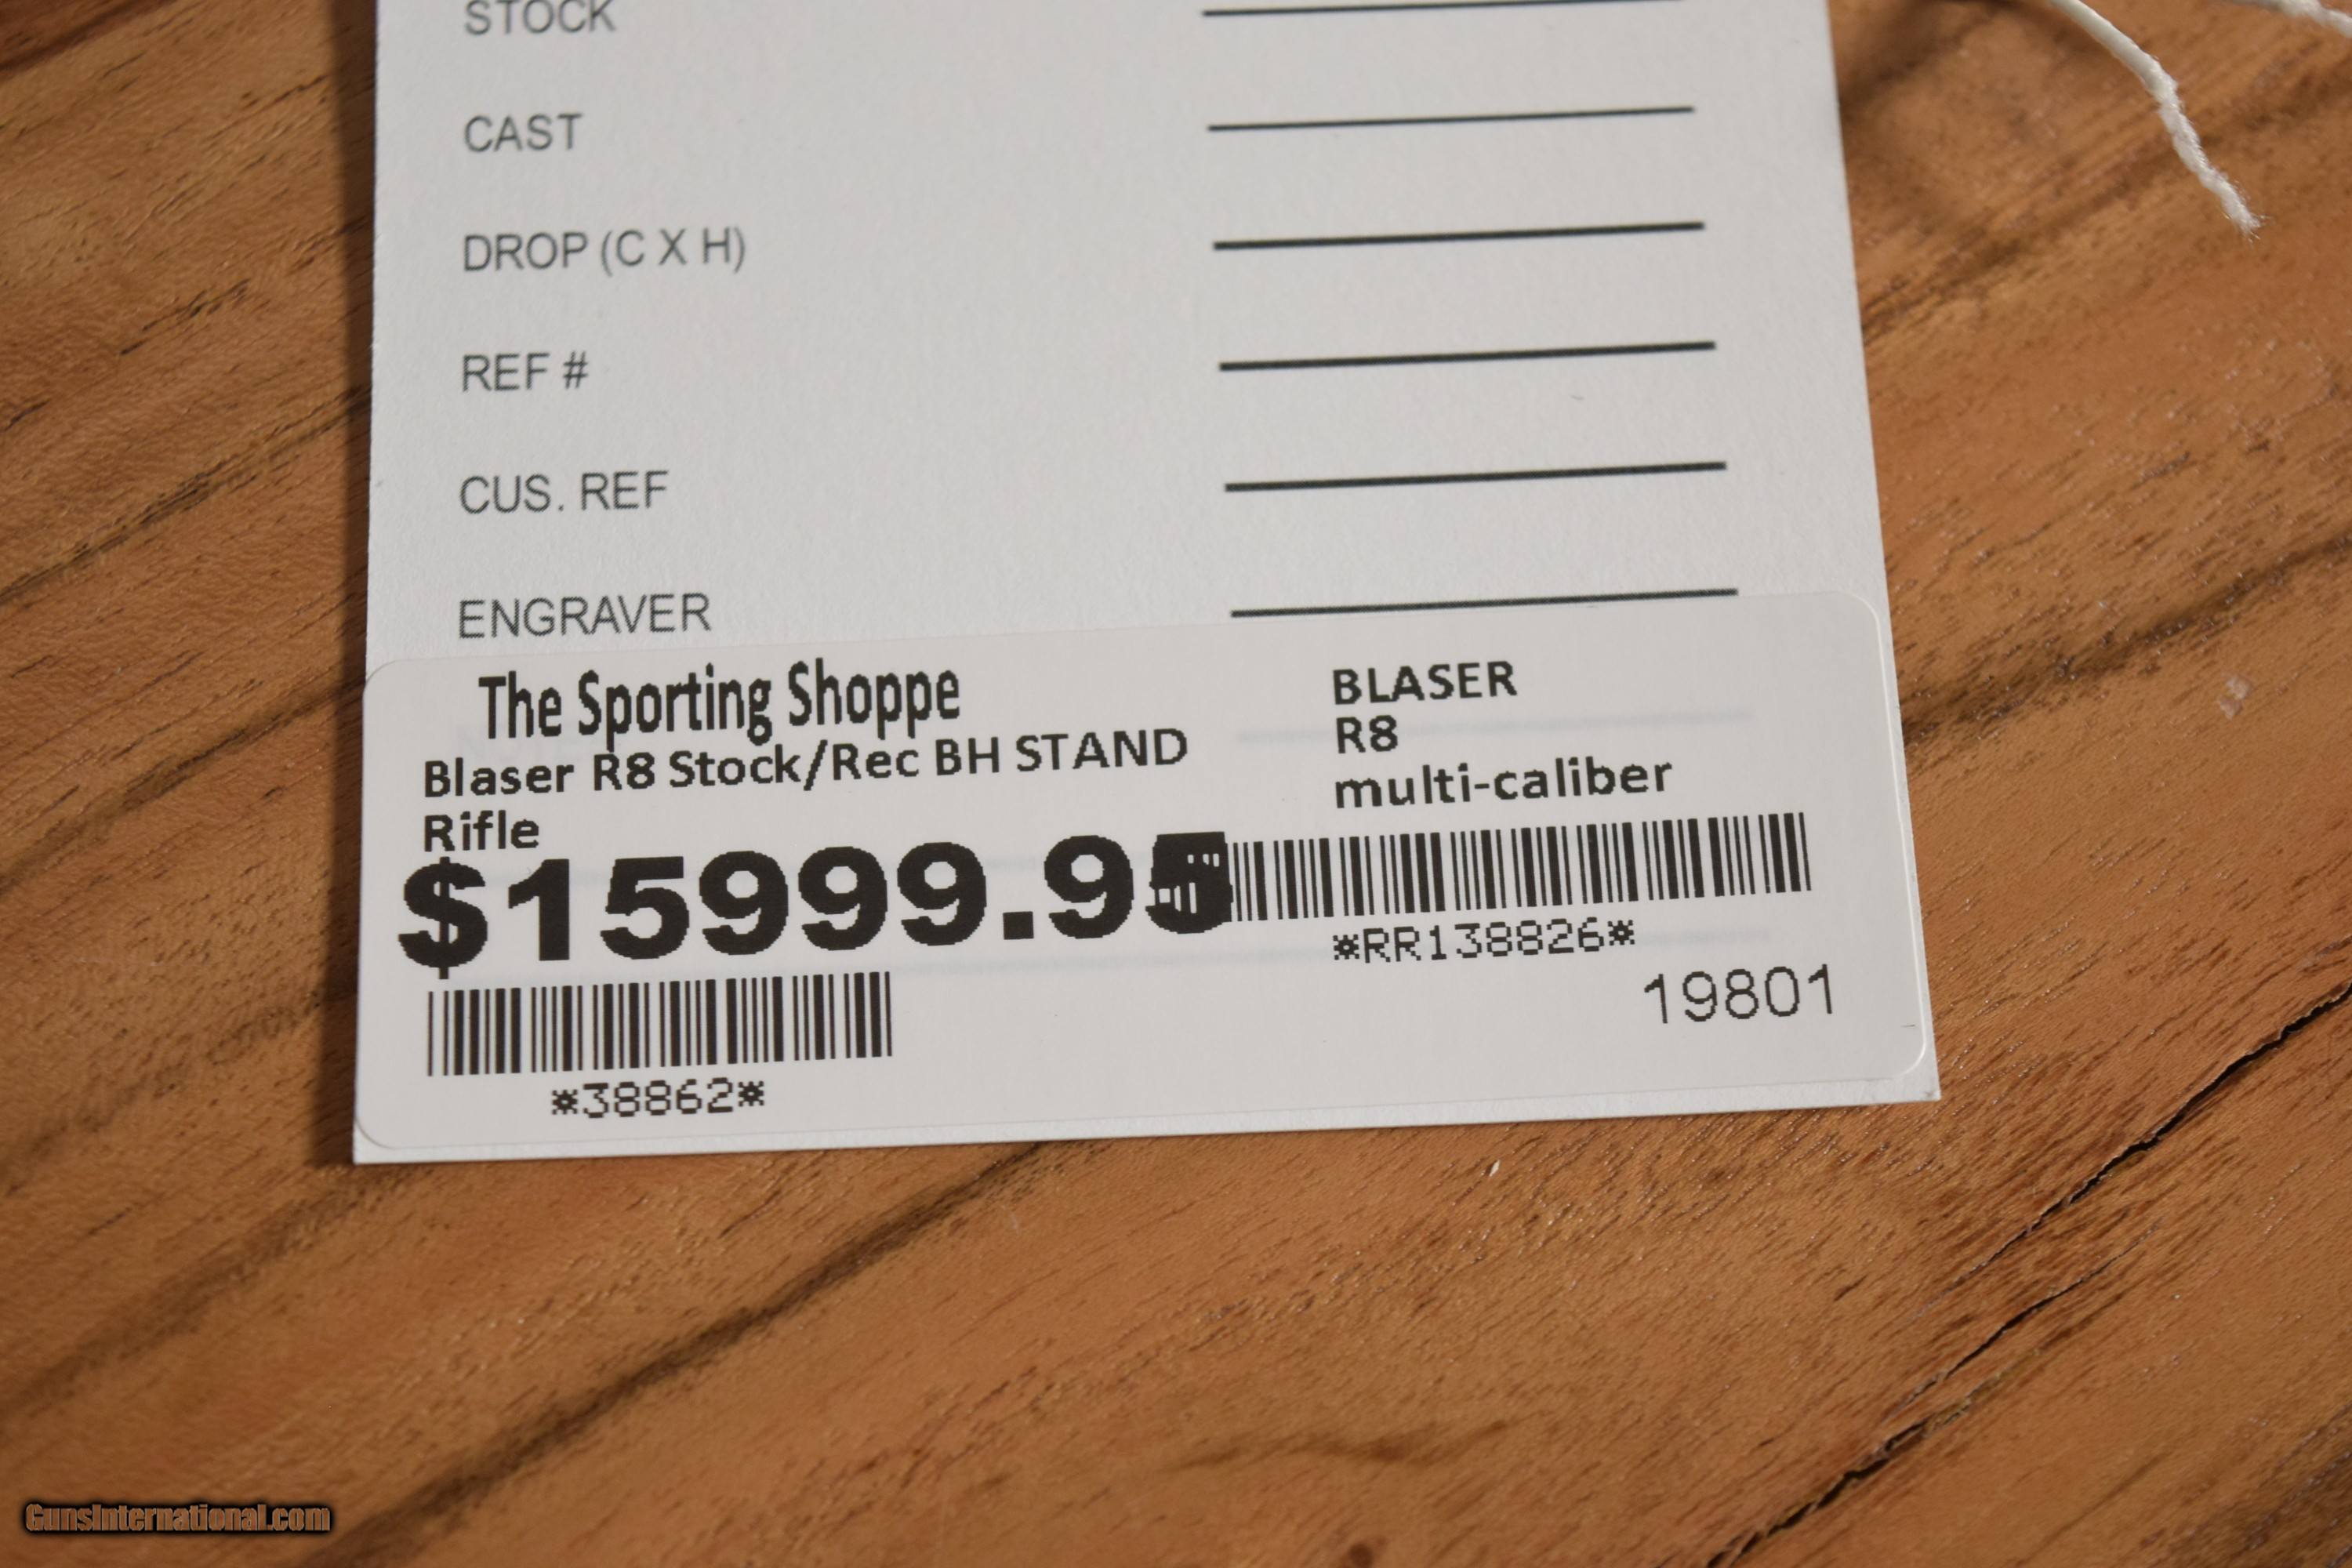 STOCK
CAST
DROP (C X H)
REF #
CUS. REF
ENGRAVER
The Sporting Shoppe
Blaser R8 Stock/Rec BH STAND
Rifle
$15999.95
*38862*
BLASER
R8
multi-caliber
*RR138826*
19801
GunsInternational.com